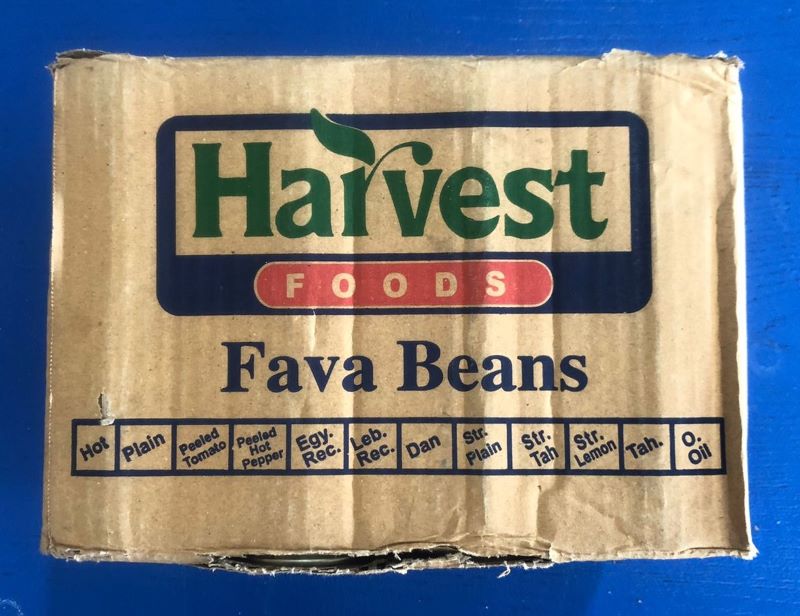 Harvest
FOODS
Fava Beans
Hot
Plain
Peeled
Tomato
Peeled
Hot
Pepper
Egy.
Rec.
Leb.
Rec.
Dan
Str.
Plain
Str.
Tah
Str.
Lemon
Tah.
O.
Oil